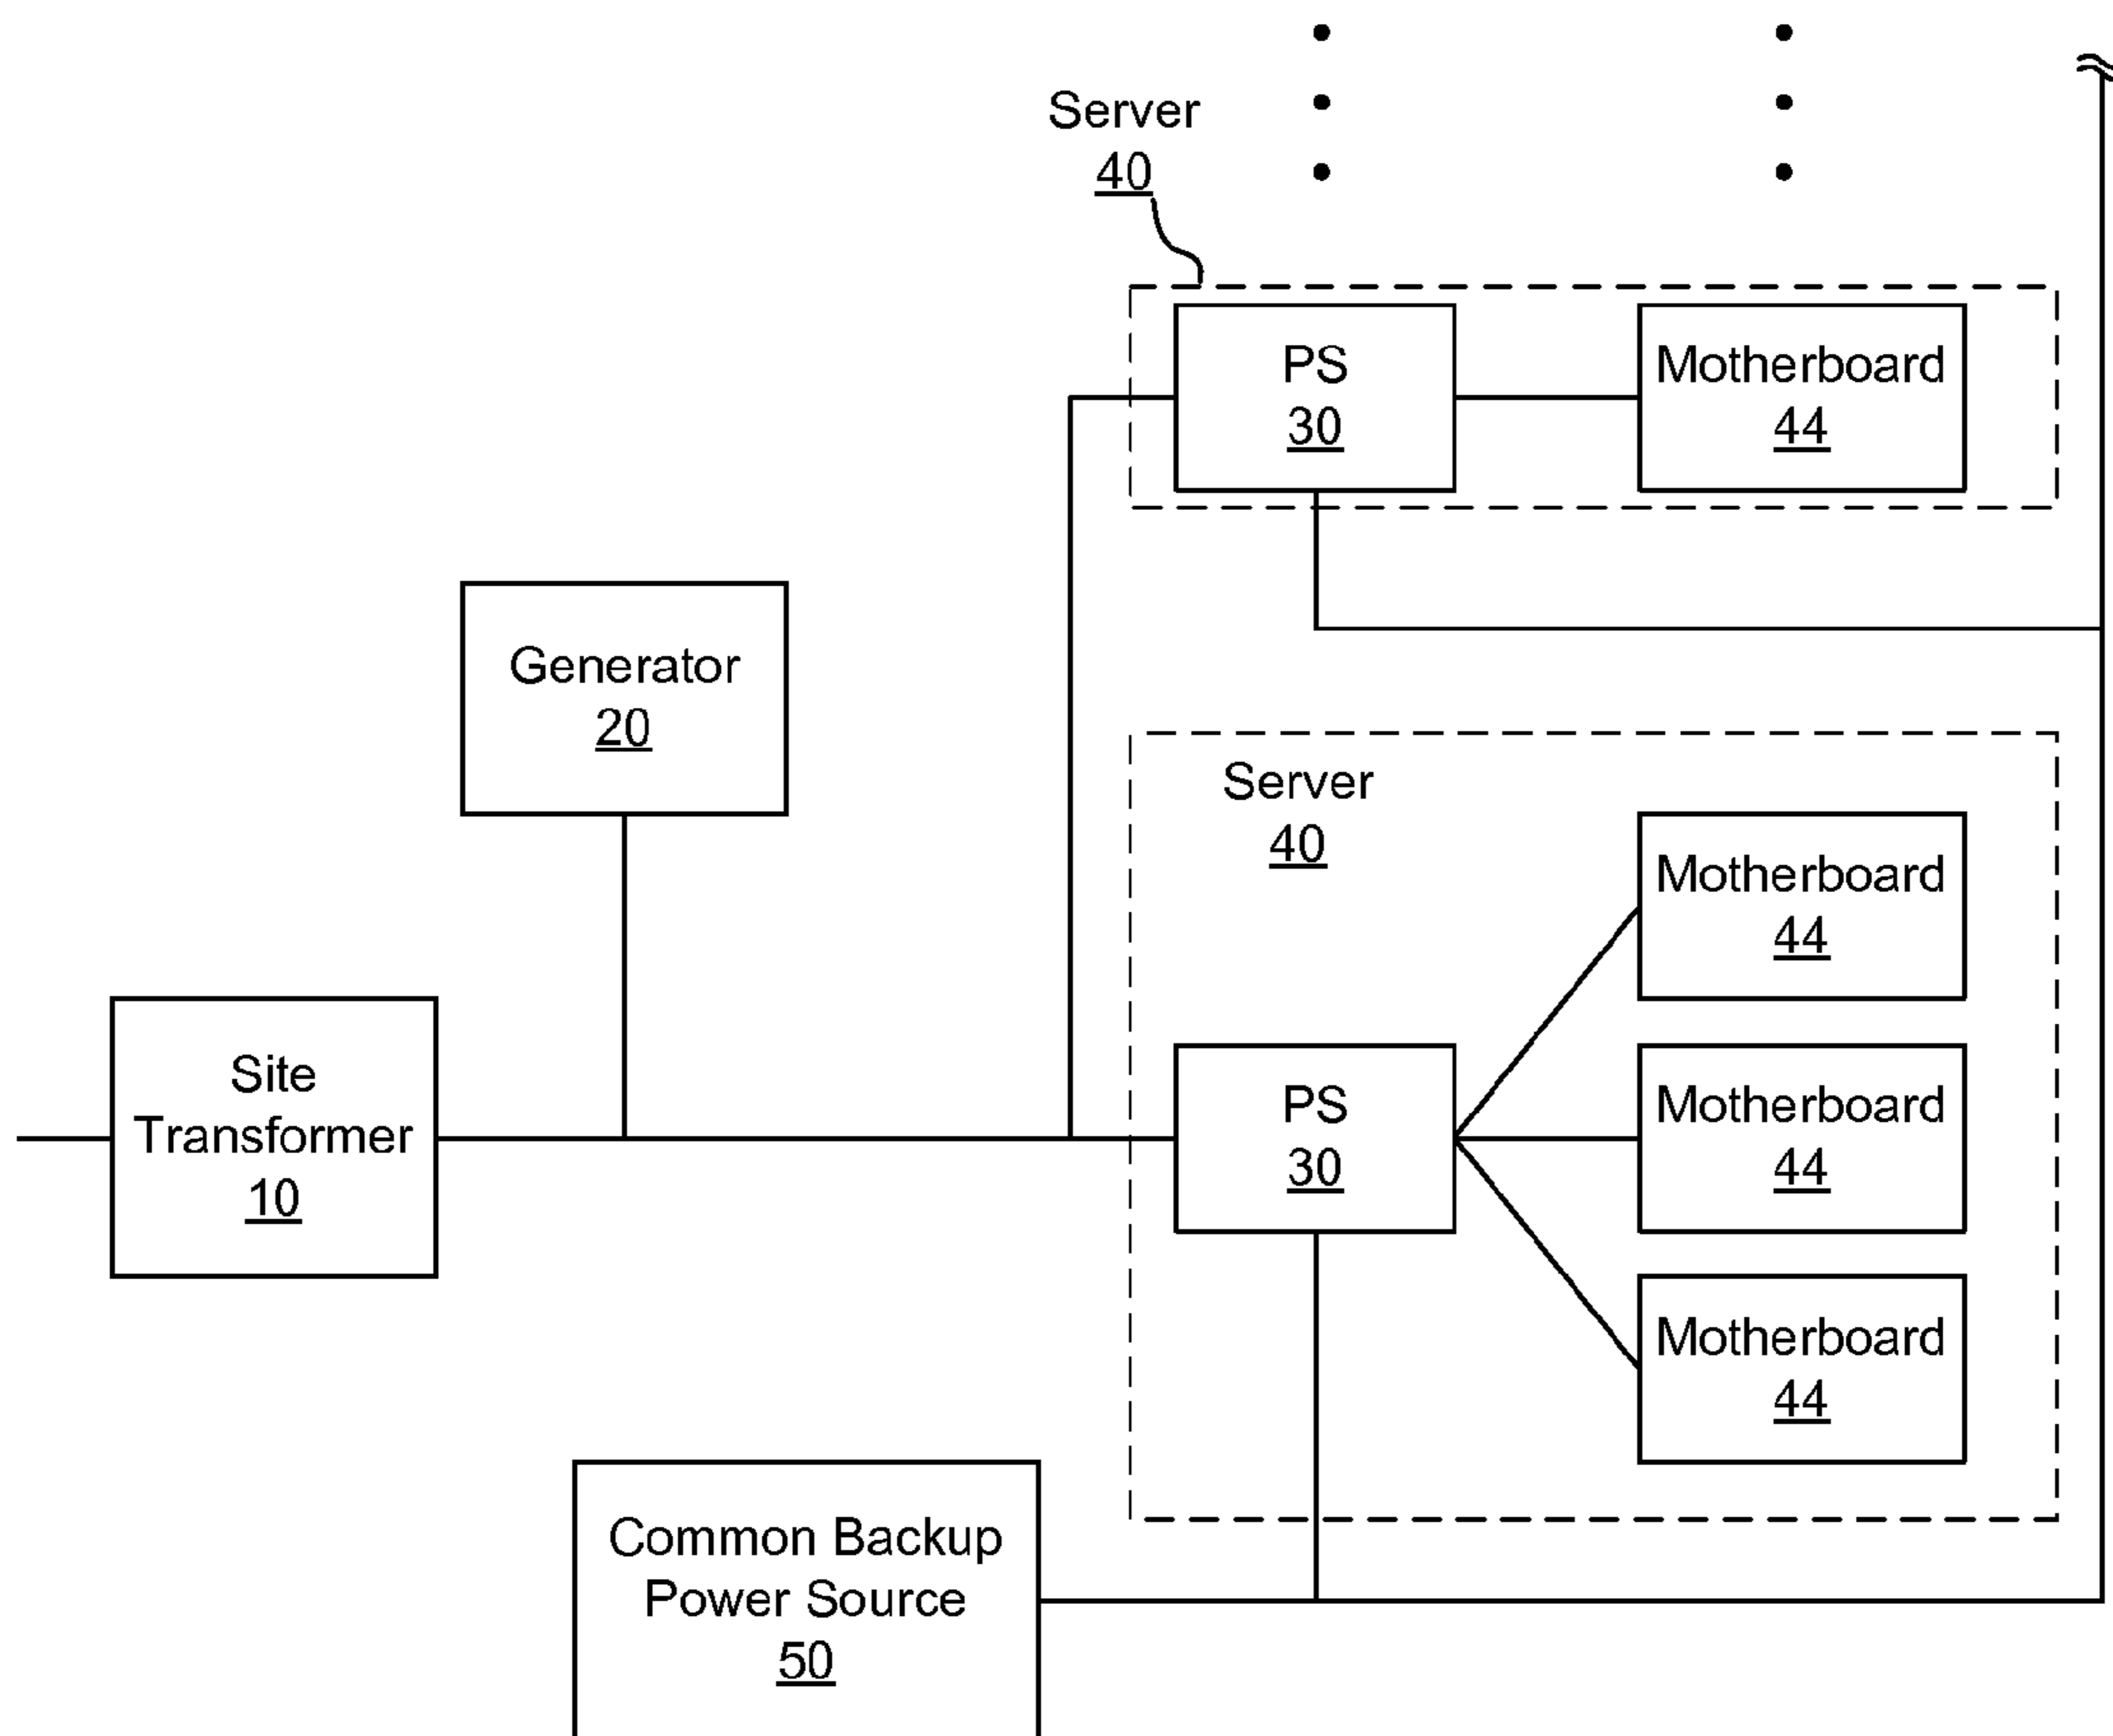 Server
40
PS
30
Motherboard
44
Generator
20
Server
40
Motherboard
44
Site
Transformer
10
PS
30
Motherboard
44
Motherboard
44
Common Backup
Power Source
50